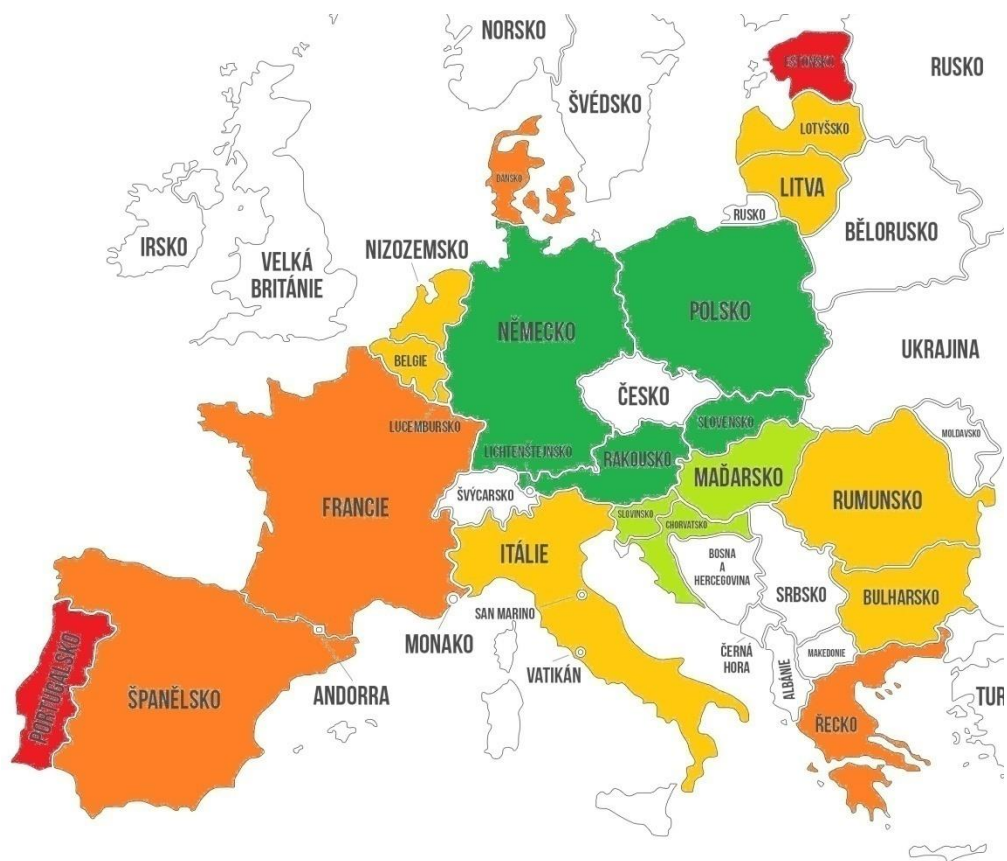 NORSKO
ŠVÉDSKO
RUSKO
LOTYŠSKO
DÁNSKO
LITVA
RUSKO
BĚLORUSKO
IRSKO
VELKÁ
BRITÁNIE
NIZOZEMSKO
POLSKO
NĚMECKO
BELGIE
UKRAJINA
ČESKO
LUCEMBURSKO
SLOVENSKO
MOLDAVSKO
LICHTENŠTEJNSKO
RAKOUSKO
MAĎARSKO
ŠVÝCARSKO
RUMUNSKO
FRANCIE
SLOVINSKO
CHORVATSKO
ITÁLIE
BOSNA
A
HERCEGOVINA
SRBSKO
BULHARSKO
SAN MARINO
MONAKO
ČERNÁ
HORA
MAKEDONIE
VATIKÁN
ALBÁNIE
PORTUGALSKO
ŠPANĚLSKO
ANDORRA
TUR
ŘECKO